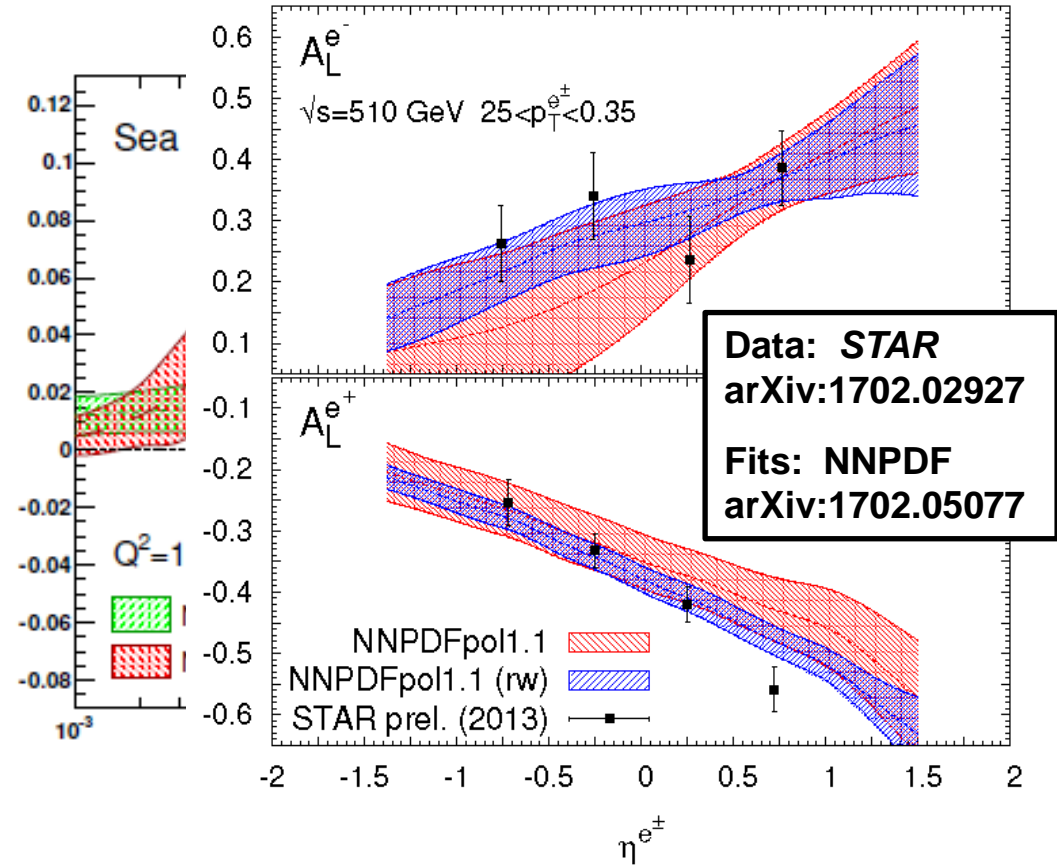 0.12
0.1
0.08
0.06
0.04
0.02
0
-0.02
-0.04
-0.06
-0.08
10^-3
Sea
Q^2=1
0.6
0.5
0.4
0.3
0.2
0.1
A_L^e-
√s=510 GeV 25<p_T^e±<0.35
-0.1
-0.2
-0.3
-0.4
-0.5
-0.6
A_L^e+
NNPDFpol1.1
NNPDFpol1.1 (rw)
STAR prel. (2013)
-2 -1.5 -1 -0.5 0 0.5 1 1.5 2
η^e±
Data: STAR
arXiv:1702.02927
Fits: NNPDF
arXiv:1702.05077